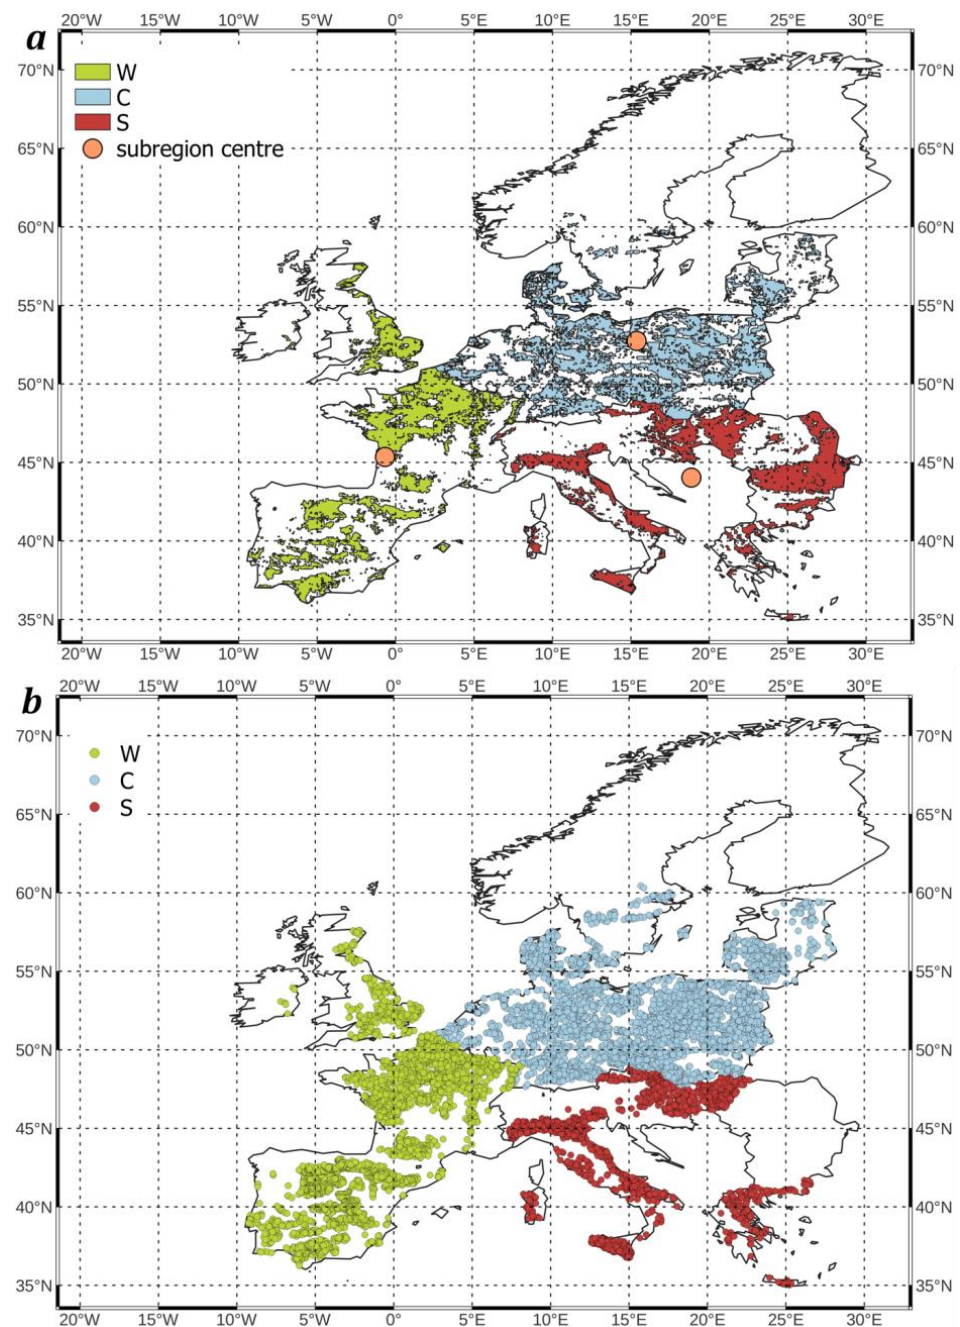 20°W 15°W 10°W 5°W 0° 5°E 10°E 15°E 20°E 25°E 30°E
a
W
C
S
subregion centre
70°N 70°N
65°N 65°N
60°N 60°N
55°N 55°N
50°N 50°N
45°N 45°N
40°N 40°N
35°N 35°N
20°W 15°W 10°W 5°W 0° 5°E 10°E 15°E 20°E 25°E 30°E
20°W 15°W 10°W 5°W 0° 5°E 10°E 15°E 20°E 25°E 30°E
b
70°N 70°N
W
C
S
65°N 65°N
60°N 60°N
55°N 55°N
50°N 50°N
45°N 45°N
40°N 40°N
35°N 35°N
20°W 15°W 10°W 5°W 0° 5°E 10°E 15°E 20°E 25°E 30°E